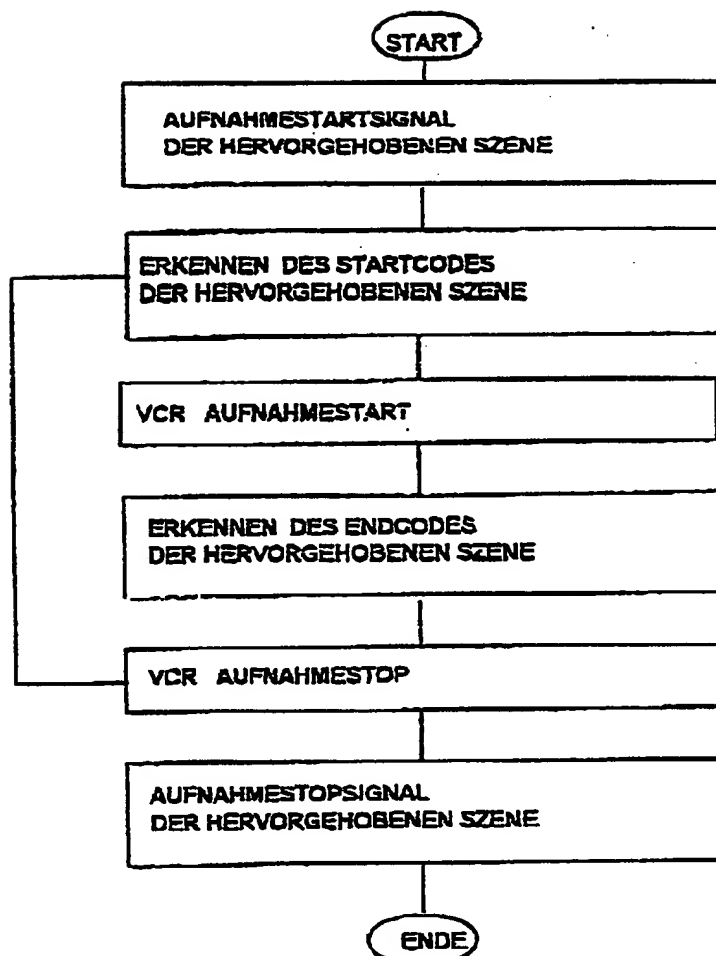 START
AUFNAHMESTARTSIGNAL
DER HERVORGEHOBENEN SZENE
ERKENNEN DES STARTCODES
DER HERVORGEHOBENEN SZENE
VCR AUFNAHMESTART
ERKENNEN DES ENDCODES
DER HERVORGEHOBENEN SZENE
VCR AUFNAHMESTOP
AUFNAHMESTOPSIGNAL
DER HERVORGEHOBENEN SZENE
ENDE